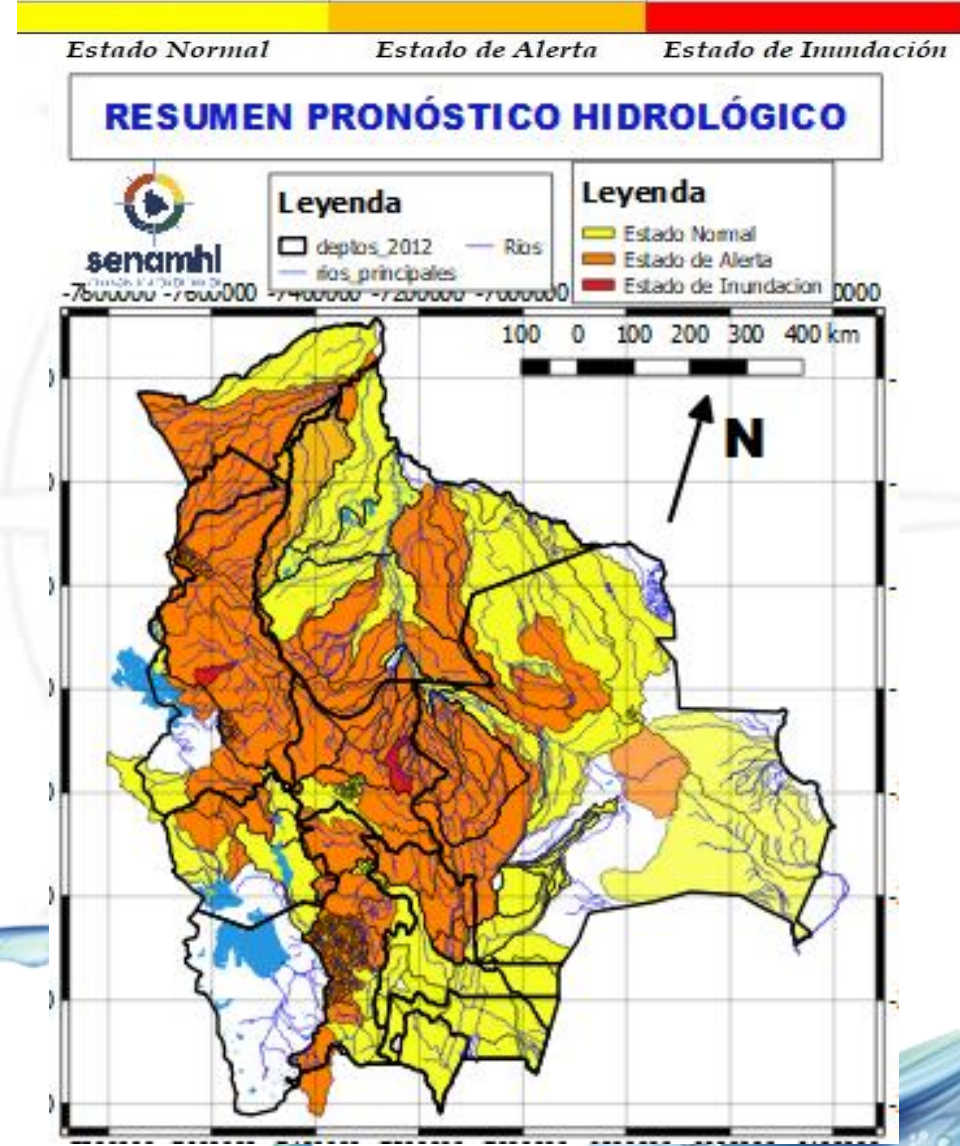 Estado Normal Estado de Alerta Estado de Inundación
RESUMEN PRONÓSTICO HIDROLÓGICO
senamhi
Leyenda
deptos_2012 Rios
rios_principales
Leyenda
Estado Normal
Estado de Alerta
Estado de Inundacion
-7600000 -7400000 -7200000 -7000000
100 0 100 200 300 400 km
N